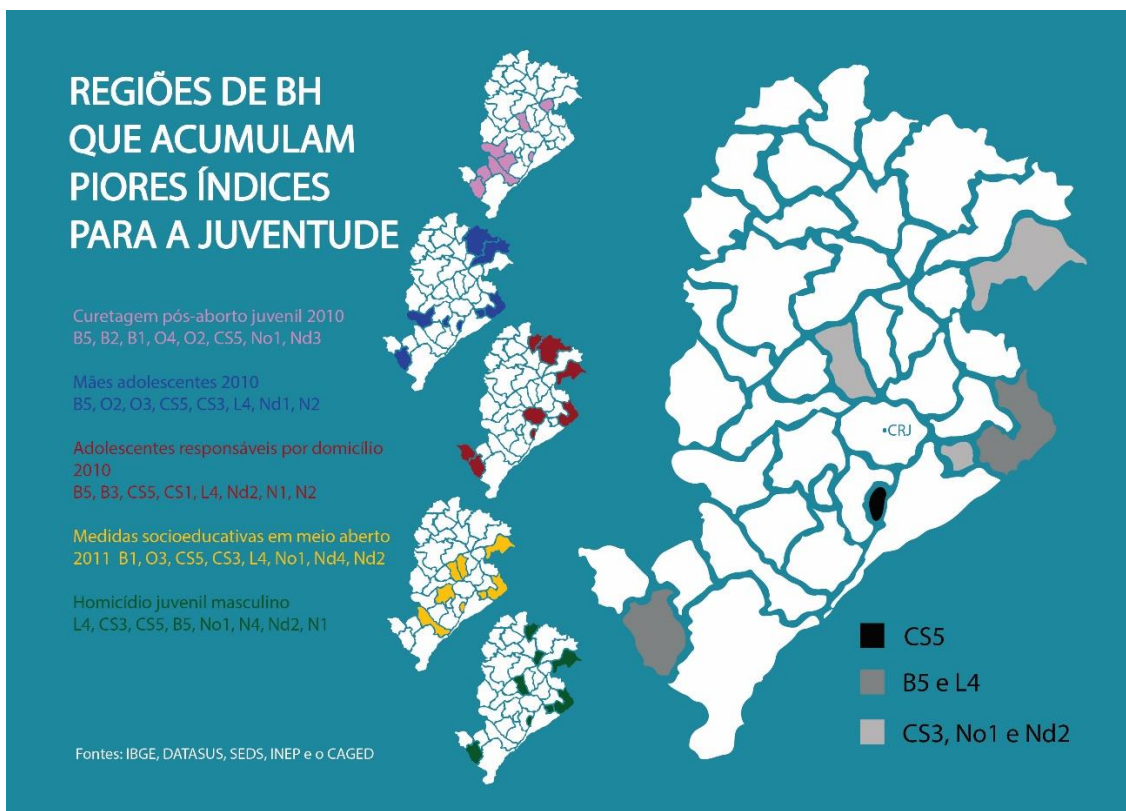 REGIÕES DE BH
QUE ACUMULAM
PIORES ÍNDICES
PARA A JUVENTUDE
Curetagem pós-aborto juvenil 2010
B5, B2, B1, O4, O2, CS5, No1, Nd3
Mães adolescentes 2010
B5, O2, O3, CS5, CS3, L4, Nd1, N2
Adolescentes responsáveis por domicílio
2010
B5, B3, CS5, CS1, L4, Nd2, N1, N2
Medidas socioeducativas em meio aberto
2011 B1, O3, CS5, CS3, L4, No1, Nd4, Nd2
Homicídio juvenil masculino
L4, CS3, CS5, B5, No1, N4, Nd2, N1
Fontes: IBGE, DATASUS, SEDS, INEP e o CAGED
•CRJ
CS5
B5 e L4
CS3, No1 e Nd2